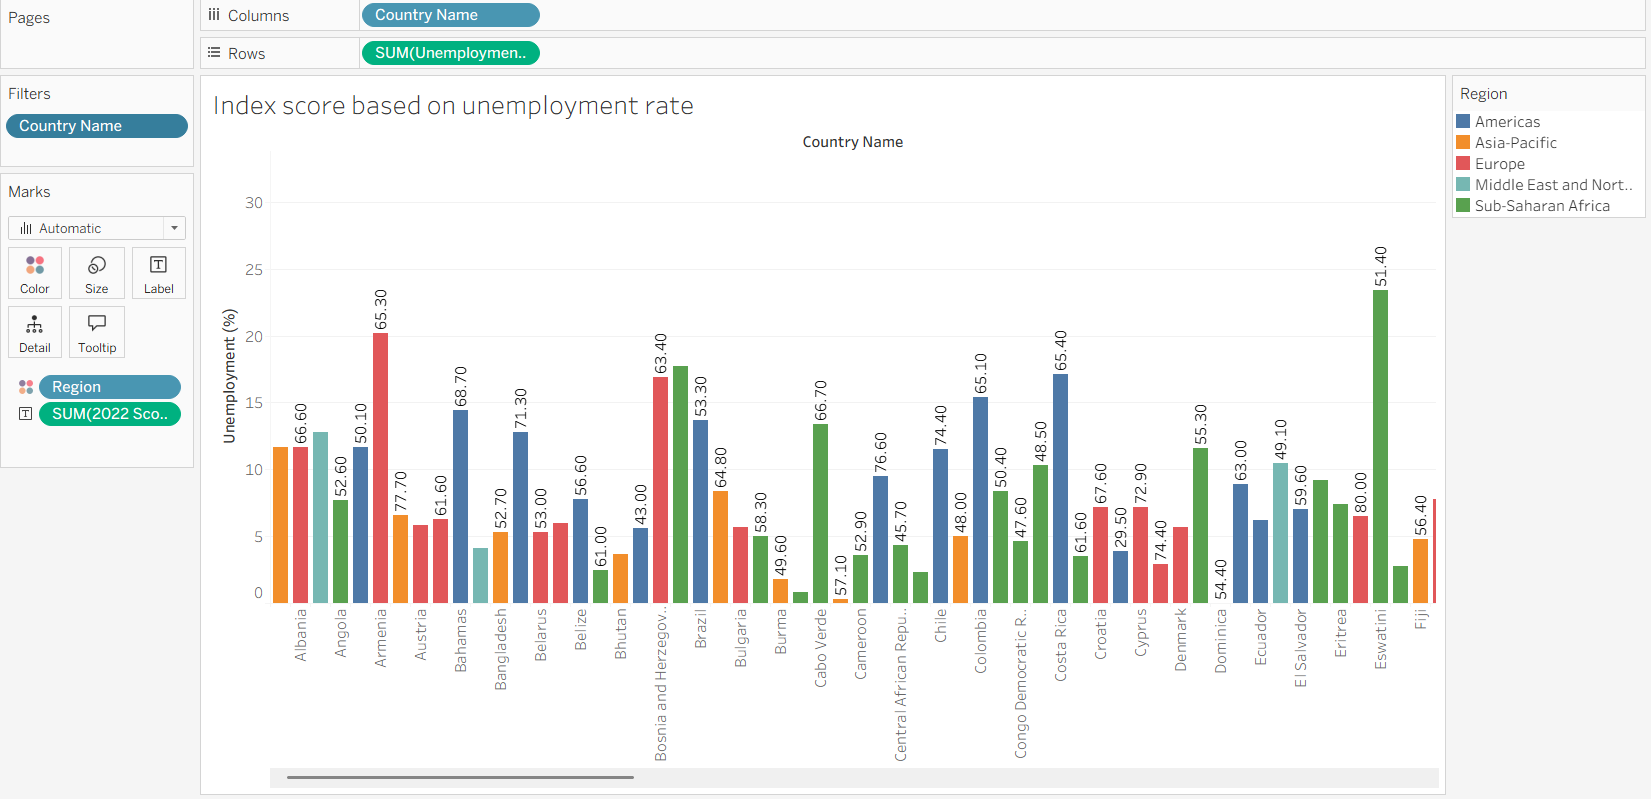 Pages
Columns
Country Name
Rows
SUM(Unemploymen..
Filters
Country Name
Marks
Automatic
Color
Size
Label
Detail
Tooltip
Region
SUM(2022 Sco..
Index score based on unemployment rate
Country Name
Unemployment (%)
30
25
20
15
10
5
0
66.60
52.60
50.10
65.30
77.70
61.60
68.70
52.70
71.30
53.00
56.60
61.00
43.00
63.40
53.30
64.80
58.30
49.60
66.70
57.10
52.90
76.60
45.70
74.40
48.00
65.10
50.40
47.60
48.50
65.40
61.60
67.60
29.50
72.90
74.40
55.30
54.40
63.00
49.10
59.60
80.00
51.40
56.40
Albania
Angola
Armenia
Austria
Bahamas
Bangladesh
Belarus
Belize
Bhutan
Bosnia and Herzegov..
Brazil
Bulgaria
Burma
Cabo Verde
Cameroon
Central African Repu..
Chile
Colombia
Congo Democratic R..
Costa Rica
Croatia
Cyprus
Denmark
Dominica
Ecuador
El Salvador
Eritrea
Eswatini
Fiji
Region
Americas
Asia-Pacific
Europe
Middle East and Nort..
Sub-Saharan Africa